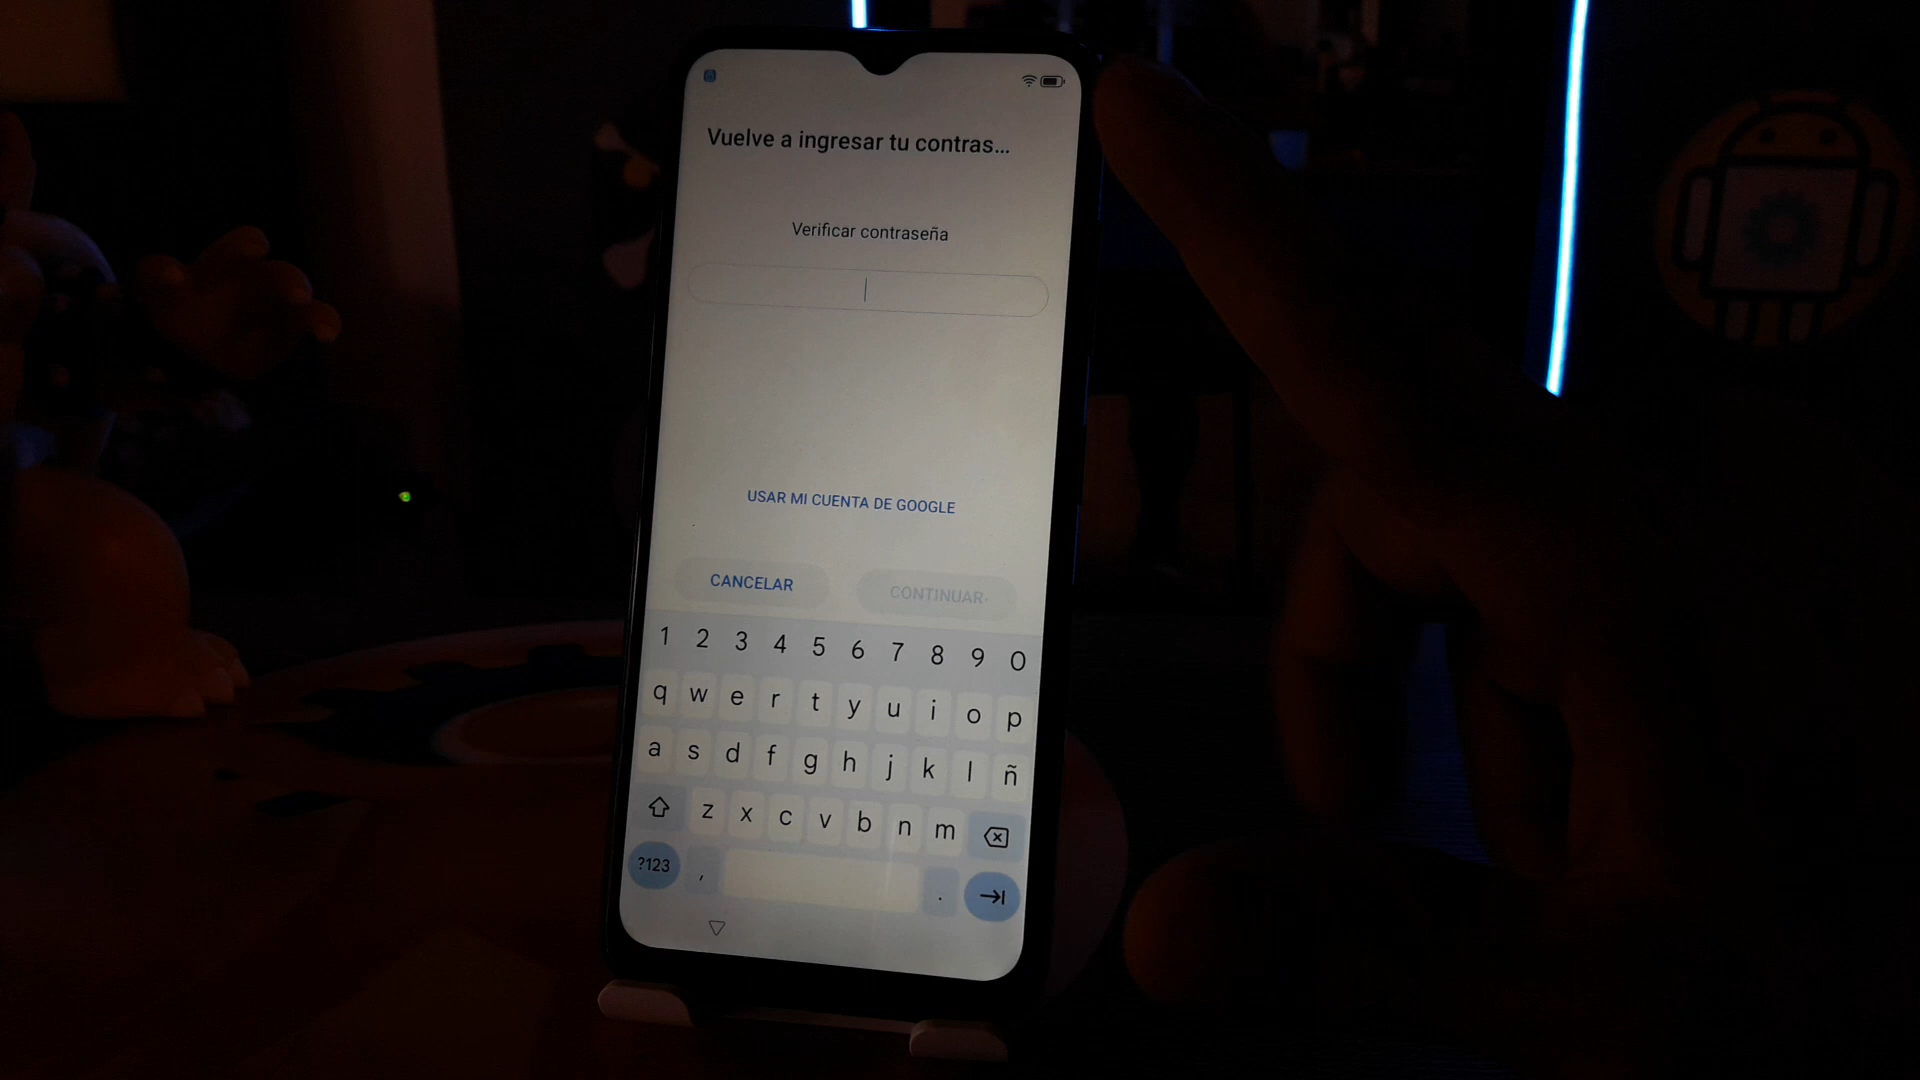 Vuelve a ingresar tu contras...
Verificar contraseña
USAR MI CUENTA DE GOOGLE
CANCELAR
CONTINUAR
1 2 3 4 5 6 7 8 9 0
q w e r t y u i o p
a s d f g h j k l ñ
z x c v b n m
?123 , .